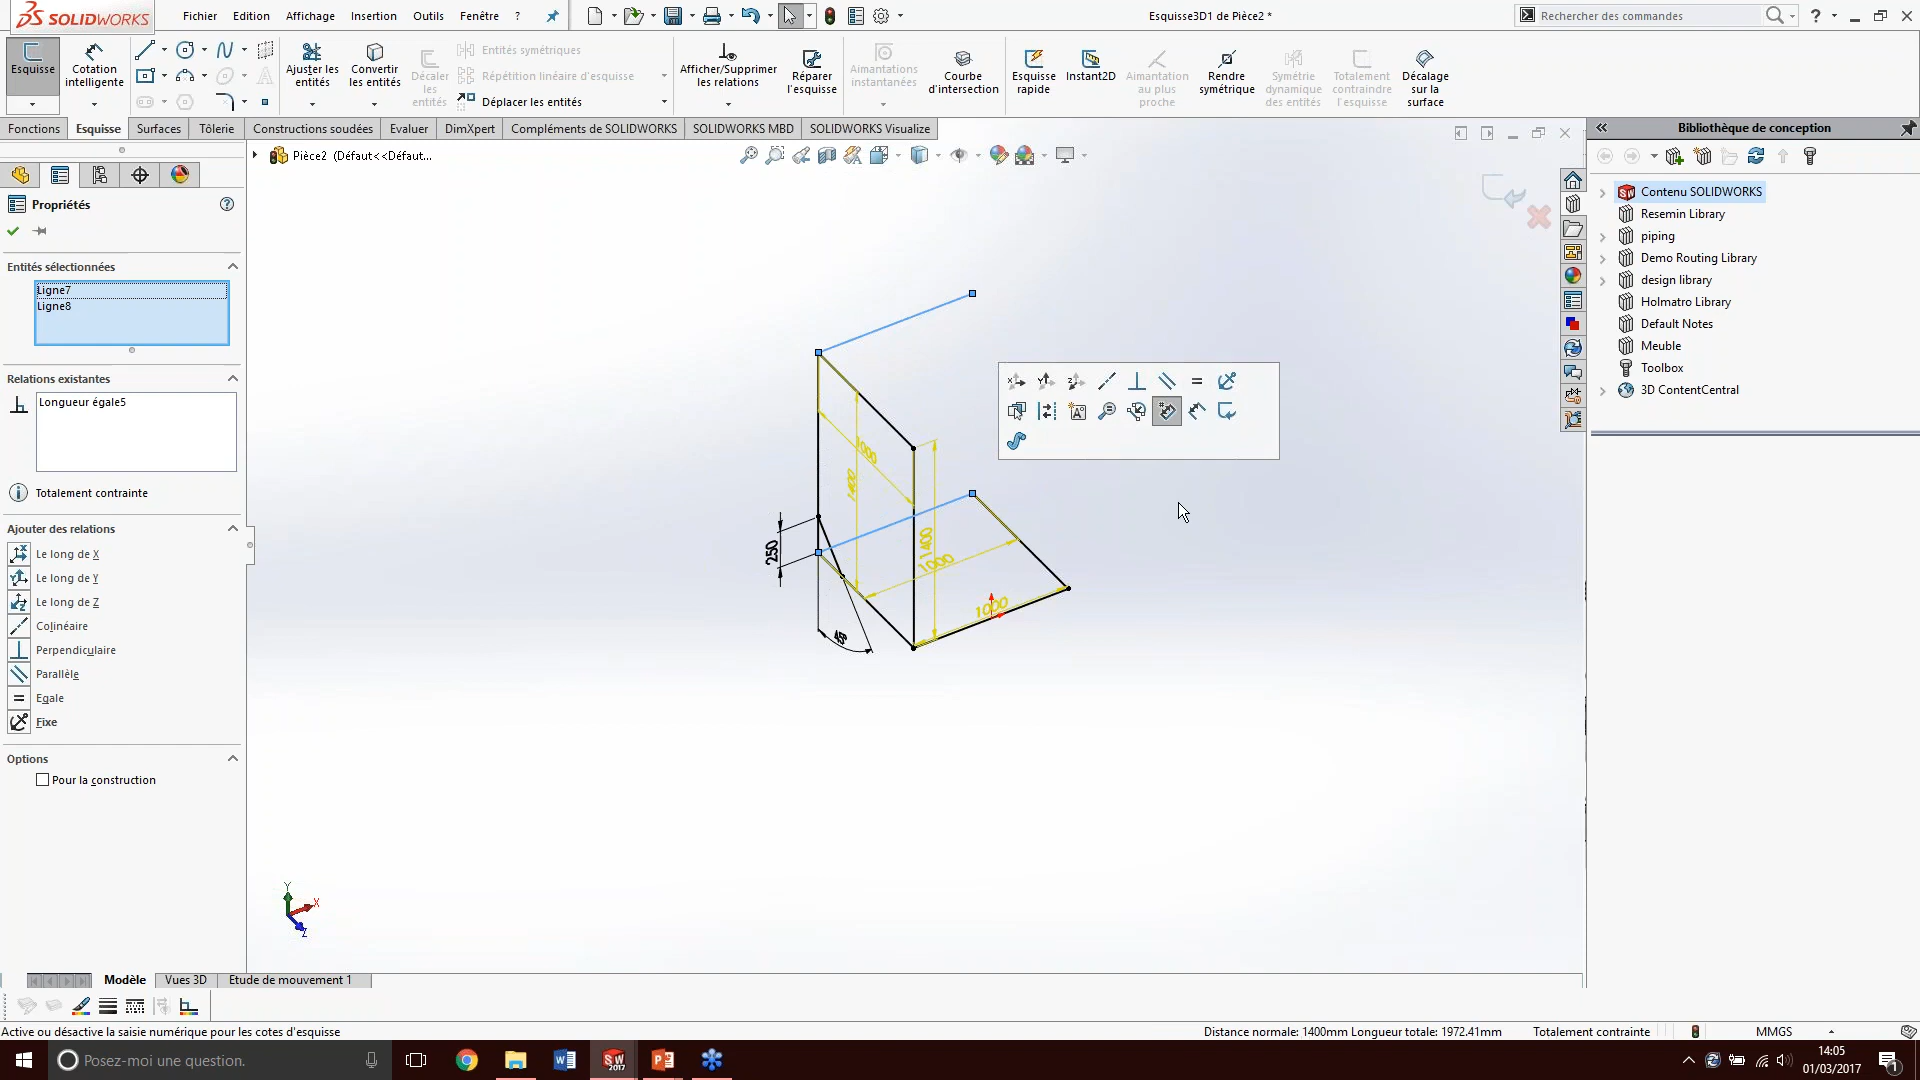 SOLIDWORKS
Fichier
Edition
Affichage
Insertion
Outils
Fenêtre
?
Esquisse3D1 de Pièce2 *
Rechercher des commandes
Esquisse
Cotation intelligente
Ajuster les entités
Convertir les entités
Décaler les entités
Entités symétriques
Répétition linéaire d'esquisse
Déplacer les entités
Afficher/Supprimer les relations
Réparer l'esquisse
Aimantations instantanées
Courbe d'intersection
Esquisse rapide
Instant2D
Aimantation au plus proche
Rendre symétrique
Symétrie dynamique des entités
Totalement contraindre l'esquisse
Décalage sur la surface
Fonctions
Esquisse
Surfaces
Tôlerie
Constructions soudées
Evaluer
DimXpert
Compléments de SOLIDWORKS
SOLIDWORKS MBD
SOLIDWORKS Visualize
Bibliothèque de conception
Pièce2 (Défaut<<Défaut...
Propriétés
Entités sélectionnées
Ligne7
Ligne8
Relations existantes
Longueur égale5
Totalement contrainte
Ajouter des relations
Le long de X
Le long de Y
Le long de Z
Colinéaire
Perpendiculaire
Parallèle
Egale
Fixe
Options
Pour la construction
1000
1400
1400
1000
1000
250
45°
Y
X
Z
Contenu SOLIDWORKS
Resemin Library
piping
Demo Routing Library
design library
Holmatro Library
Default Notes
Meuble
Toolbox
3D ContentCentral
Modèle
Vues 3D
Etude de mouvement 1
Active ou désactive la saisie numérique pour les cotes d'esquisse
Distance normale: 1400mm Longueur totale: 1972.41mm
Totalement contrainte
MMGS
Posez-moi une question.
14:05
01/03/2017